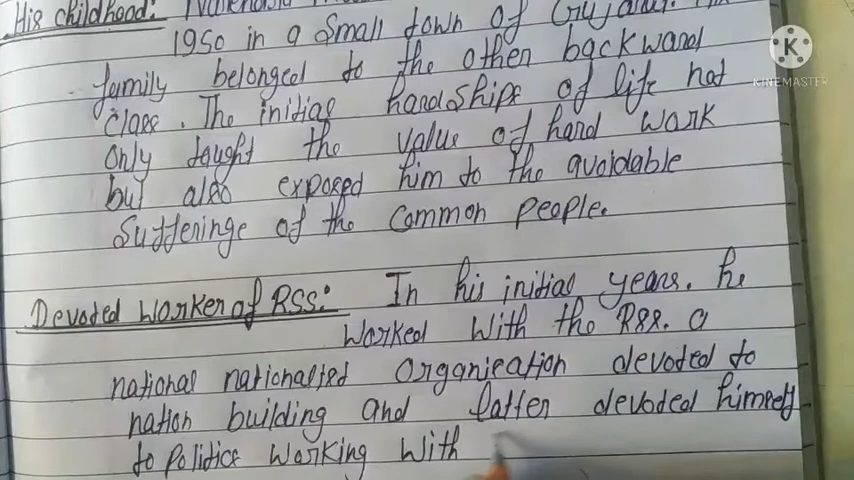 His childhood:
1950 in a small town of Gujarat.
family belonged to the other backward
class. The initial hardships of life not
only taught the value of hard work
but also exposed him to the avoidable
sufferings of the common people.
Devoted worker of RSS: In his initial years. he
worked with the RSS. a
national nationalist organisation devoted to
nation building and latter devoted himself
to politics working with
KINEMASTER